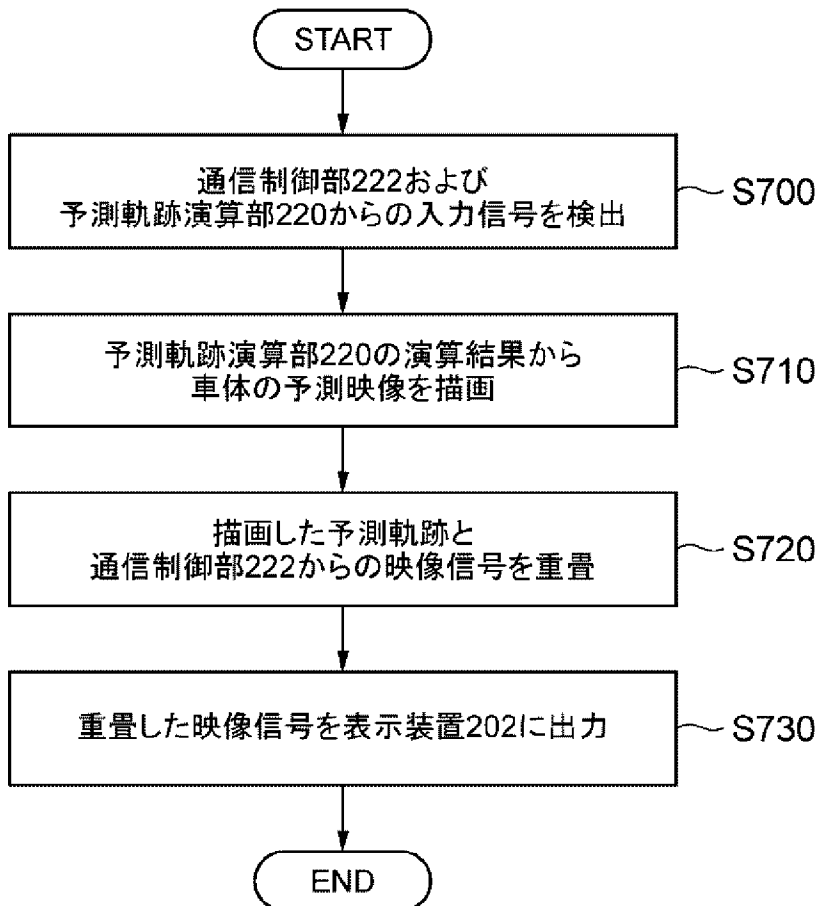 START
通信制御部222および
予測軌跡演算部220からの入力信号を検出
S700
予測軌跡演算部220の演算結果から
車体の予測映像を描画
S710
描画した予測軌跡と
通信制御部222からの映像信号を重畳
S720
重畳した映像信号を表示装置202に出力
S730
END